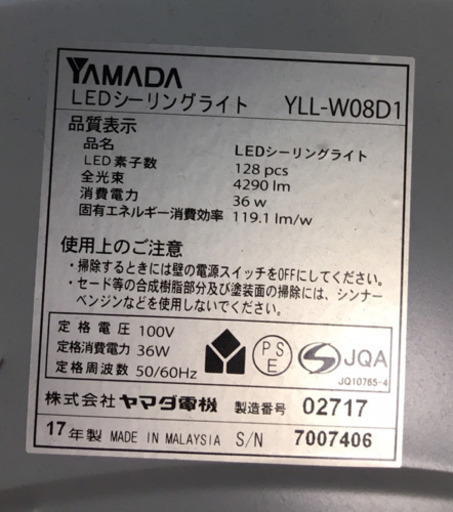 YAMADA
LEDシーリングライト YLL-W08D1
品質表示
品名 LEDシーリングライト
LED素子数 128 pcs
全光束 4290 lm
消費電力 36 w
固有エネルギー消費効率 119.1 lm/w
使用上のご注意
・掃除するときには壁の電源スイッチをOFFにしてください。
・セード等の合成樹脂部分及び塗装面の掃除には、シンナー
ベンジンなどを使用しないでください。
定格電圧 100V
定格消費電力 36W
定格周波数 50/60Hz
PSE
S JQA
JQ10765-4
株式会社 ヤマダ電機 製造番号 02717
17年製 MADE IN MALAYSIA S/N 7007406